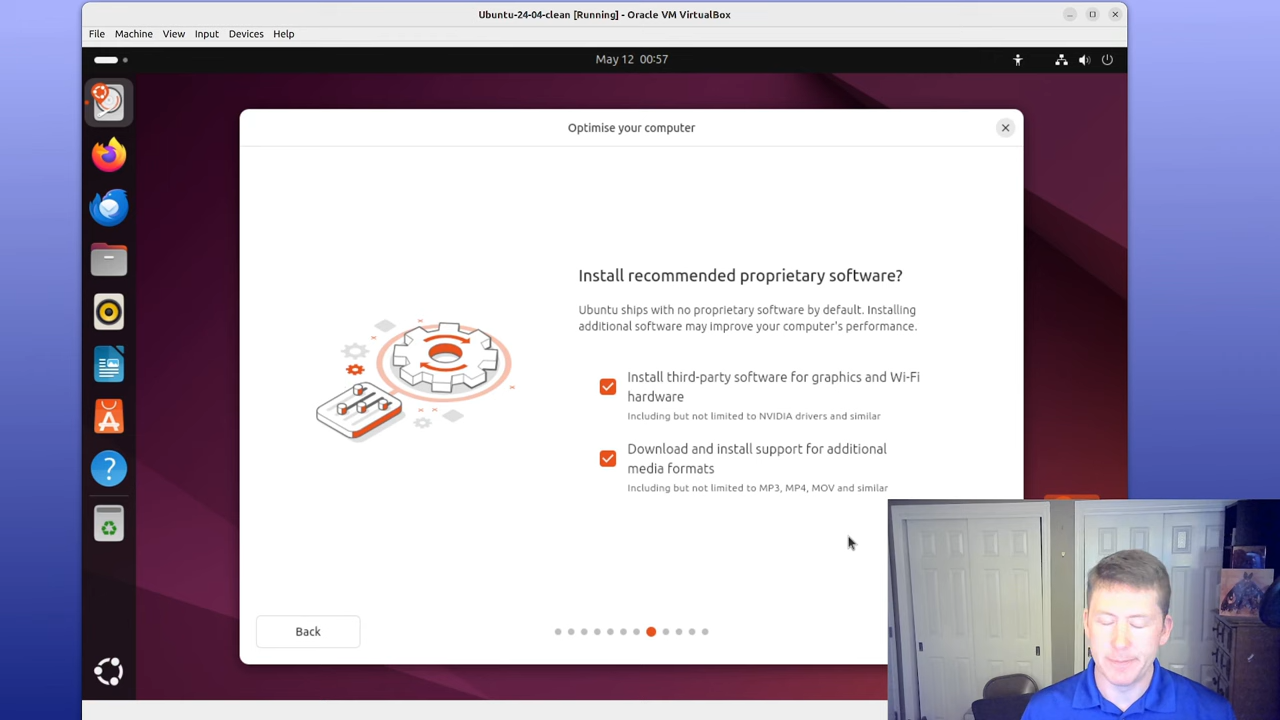 Ubuntu-24-04-clean [Running] - Oracle VM VirtualBox
File Machine View Input Devices Help
May 12 00:57
Optimise your computer
Install recommended proprietary software?
Ubuntu ships with no proprietary software by default. Installing
additional software may improve your computer's performance.
Install third-party software for graphics and Wi-Fi
hardware
Including but not limited to NVIDIA drivers and similar
Download and install support for additional
media formats
Including but not limited to MP3, MP4, MOV and similar
Back